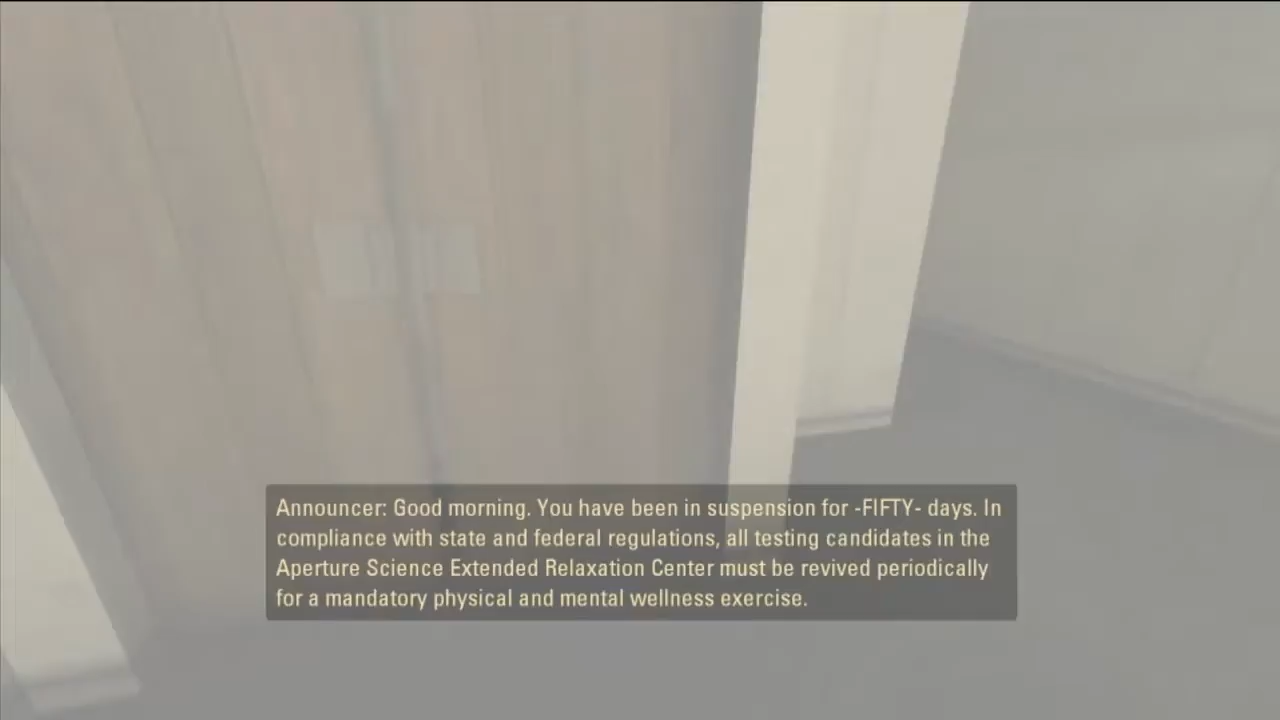 Announcer: Good morning. You have been in suspension for -FIFTY- days. In
compliance with state and federal regulations, all testing candidates in the
Aperture Science Extended Relaxation Center must be revived periodically
for a mandatory physical and mental wellness exercise.